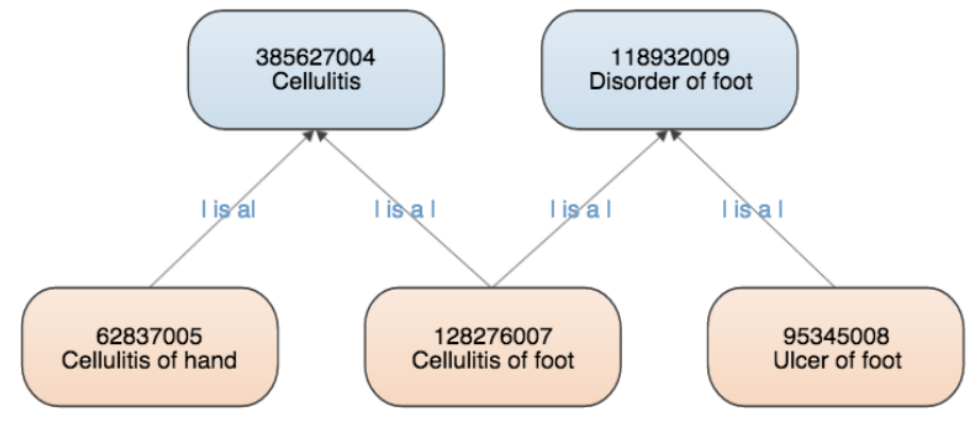 385627004
Cellulitis
118932009
Disorder of foot
| is a|
| is a |
| is a |
| is a |
62837005
Cellulitis of hand
128276007
Cellulitis of foot
95345008
Ulcer of foot